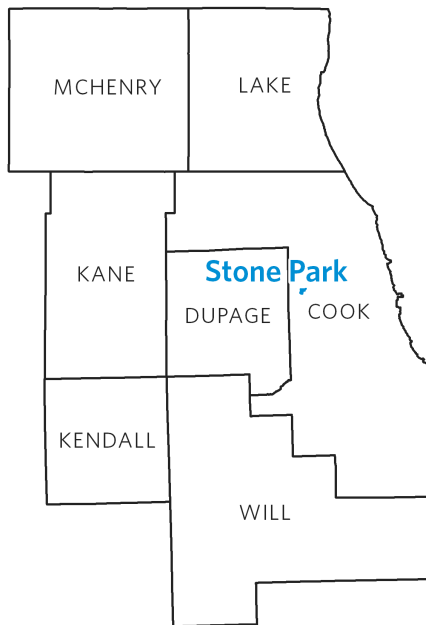 MCHENRY
LAKE
KANE
Stone Park
DUPAGE
COOK
KENDALL
WILL